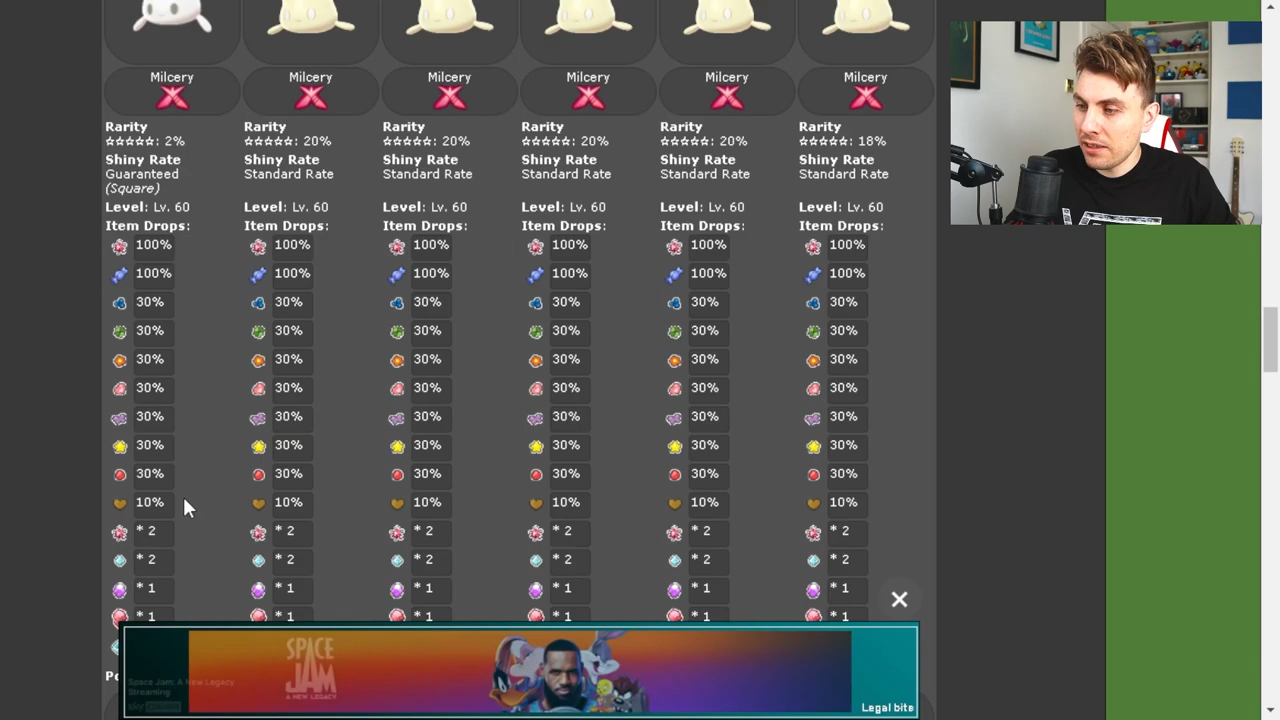 Milcery Milcery Milcery Milcery Milcery Milcery
Rarity Rarity Rarity Rarity Rarity Rarity
☆☆☆☆☆: 2% ☆☆☆☆☆: 20% ☆☆☆☆☆: 20% ☆☆☆☆☆: 20% ☆☆☆☆☆: 20% ☆☆☆☆☆: 18%
Shiny Rate Shiny Rate Shiny Rate Shiny Rate Shiny Rate Shiny Rate
Guaranteed Standard Rate Standard Rate Standard Rate Standard Rate Standard Rate
(Square)
Level: Lv. 60 Level: Lv. 60 Level: Lv. 60 Level: Lv. 60 Level: Lv. 60 Level: Lv. 60
Item Drops: Item Drops: Item Drops: Item Drops: Item Drops: Item Drops:
100% 100% 100% 100% 100% 100%
100% 100% 100% 100% 100% 100%
30% 30% 30% 30% 30% 30%
30% 30% 30% 30% 30% 30%
30% 30% 30% 30% 30% 30%
30% 30% 30% 30% 30% 30%
30% 30% 30% 30% 30% 30%
30% 30% 30% 30% 30% 30%
30% 30% 30% 30% 30% 30%
10% 10% 10% 10% 10% 10%
* 2 * 2 * 2 * 2 * 2 * 2
* 2 * 2 * 2 * 2 * 2 * 2
* 1 * 1 * 1 * 1 * 1 * 1
* 1 * 1 * 1 * 1 * 1 * 1
SPACE
JAM
A NEW LEGACY
Space Jam: A New Legacy
Streaming
sky
Legal bits